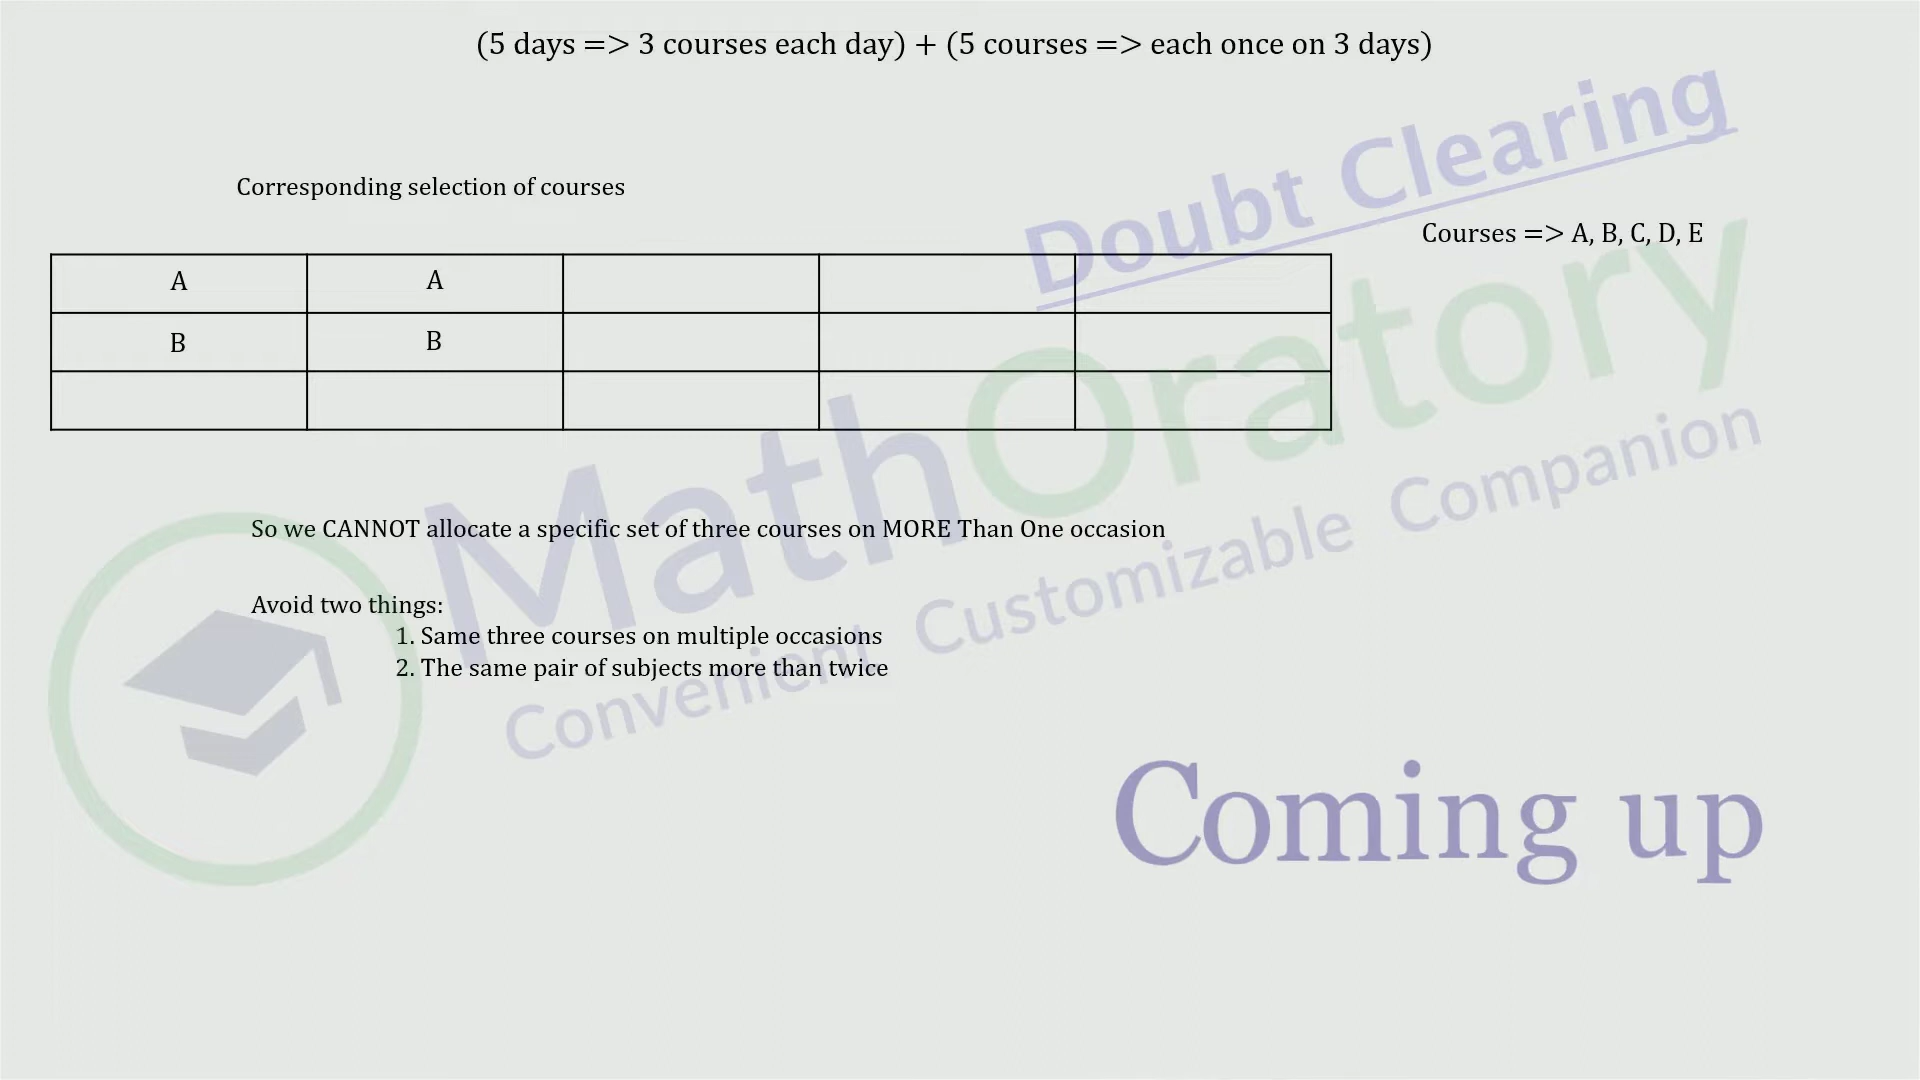 (5 days => 3 courses each day) + (5 courses => each once on 3 days)
Doubt Clearing
Corresponding selection of courses
Courses => A, B, C, D, E
A A
B B
MathOratory
Convenient Customizable Companion
So we CANNOT allocate a specific set of three courses on MORE Than One occasion
Avoid two things:
1. Same three courses on multiple occasions
2. The same pair of subjects more than twice
Coming up